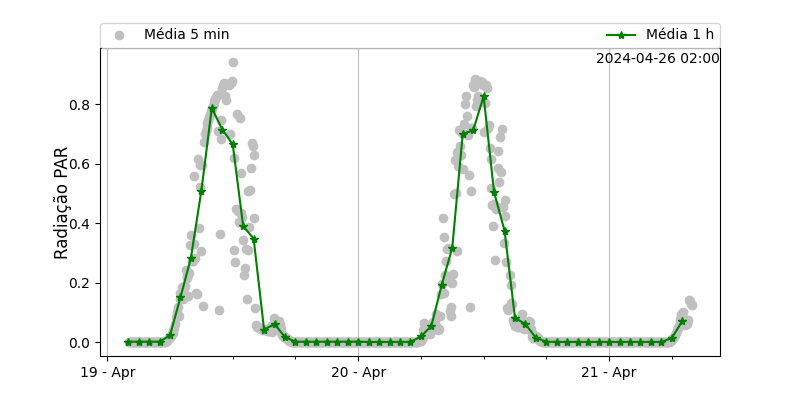 Média 5 min
Média 1 h
2024-04-26 02:00
Radiação PAR
0.8
0.6
0.4
0.2
0.0
19 - Apr
20 - Apr
21 - Apr